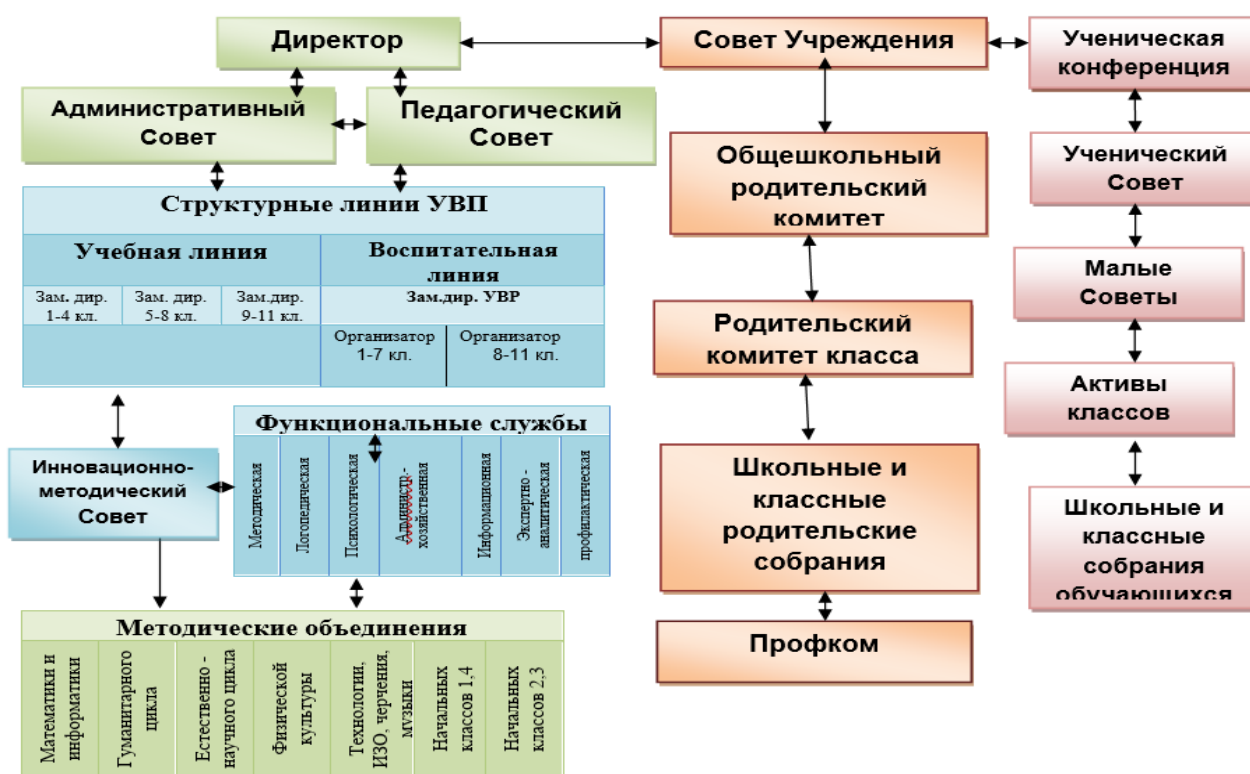 Директор
Совет Учреждения
Ученическая
конференция
Административный
Совет
Педагогический
Совет
Общешкольный
родительский
комитет
Ученический
Совет
Структурные линии УВП
Учебная линия
Воспитательная
линия
Зам. дир.
1-4 кл.
Зам. дир.
5-8 кл.
Зам.дир.
9-11 кл.
Зам.дир. УВР
Организатор
1-7 кл.
Организатор
8-11 кл.
Малые
Советы
Родительский
комитет класса
Активы
классов
Функциональные службы
Методическая
Логопедическая
Психологическая
Администр.-
хозяйственная
Информационная
Экспертно -
аналитическая
профилактическая
Инновационно-
методический
Совет
Школьные и
классные
родительские
собрания
Школьные и
классные
собрания
обучающихся
Профком
Методические объединения
Математики и
информатики
Гуманитарного
цикла
Естественно -
научного цикла
Физической
культуры
Технологии,
ИЗО, черчения,
музыки
Начальных
классов 1,4
Начальных
классов 2,3